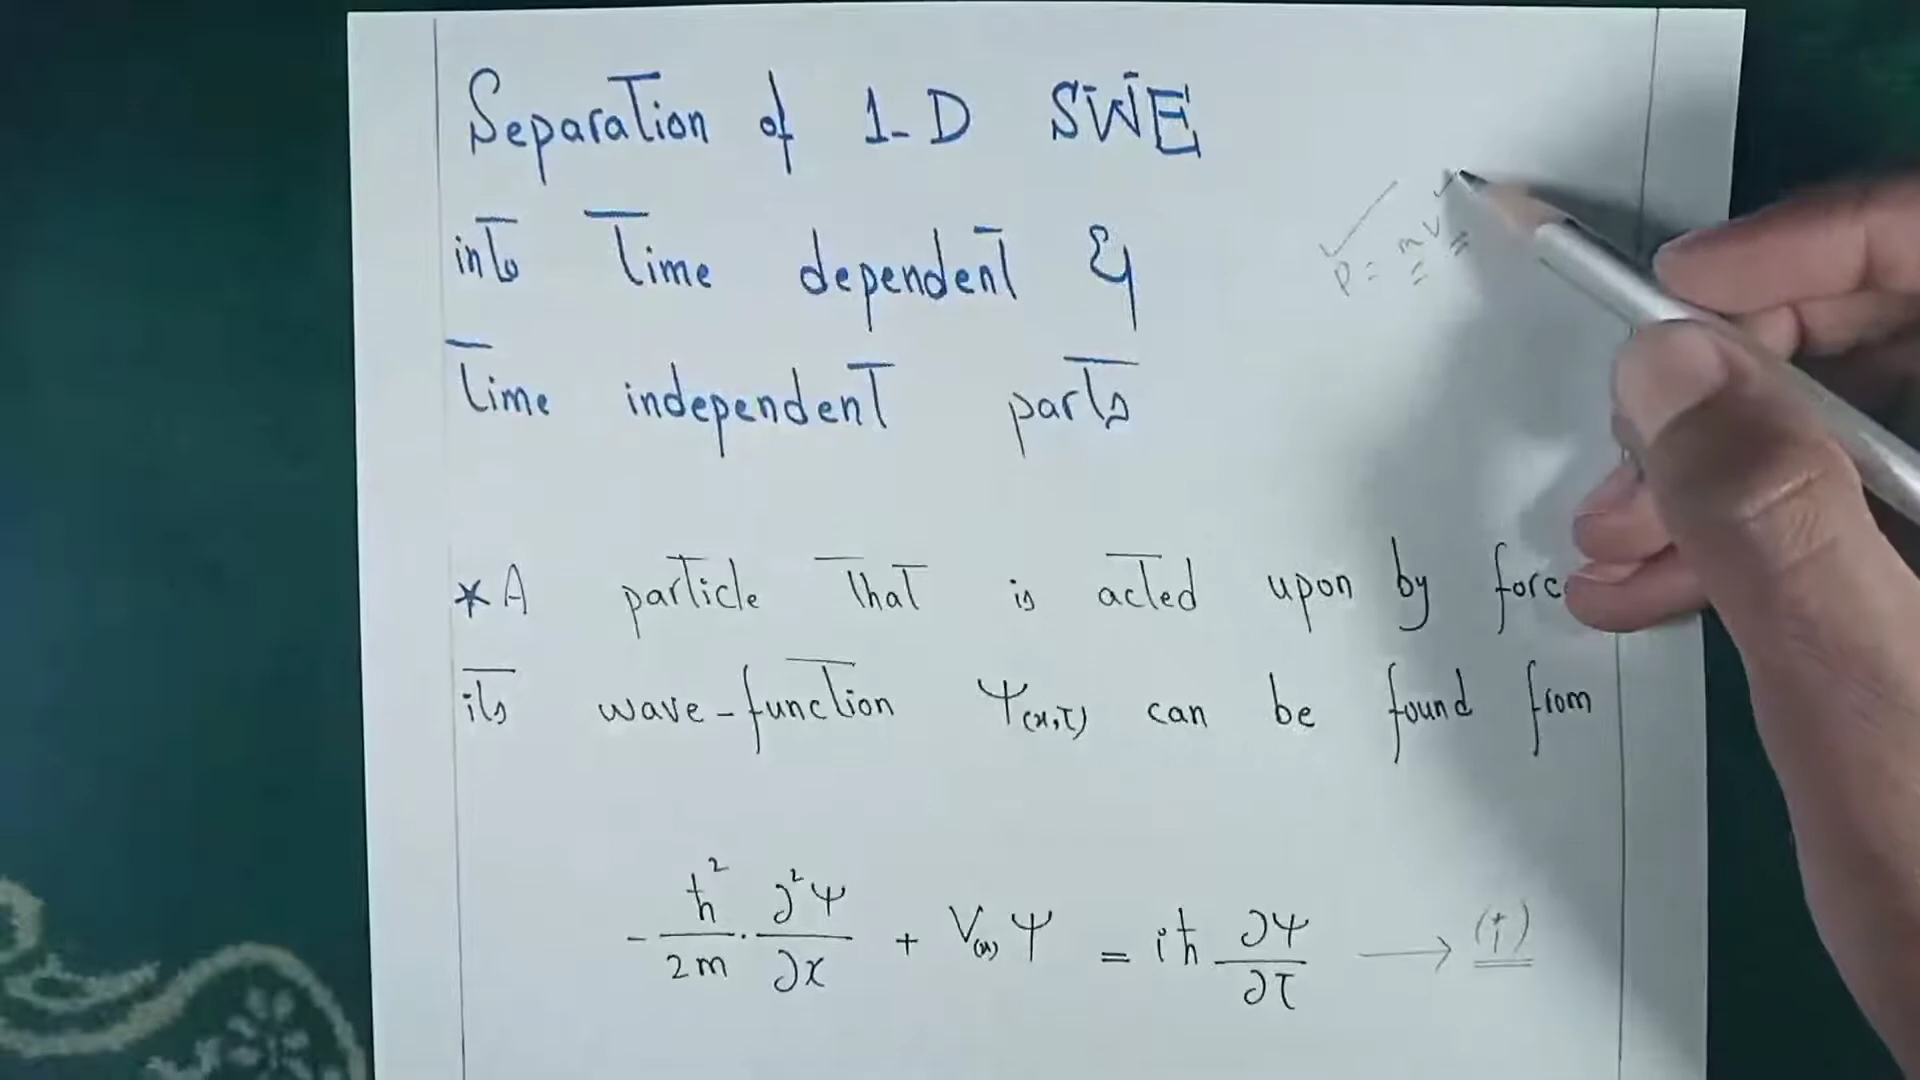 Separation of 1-D SWE
into Time dependent &
Time independent parts
p = mv
*A particle that is acted upon by forc
its wave-function Ψ(x,t) can be found from
-ħ²/2m · ∂²Ψ/∂x + V(x) Ψ = iħ ∂Ψ/∂t → (1)